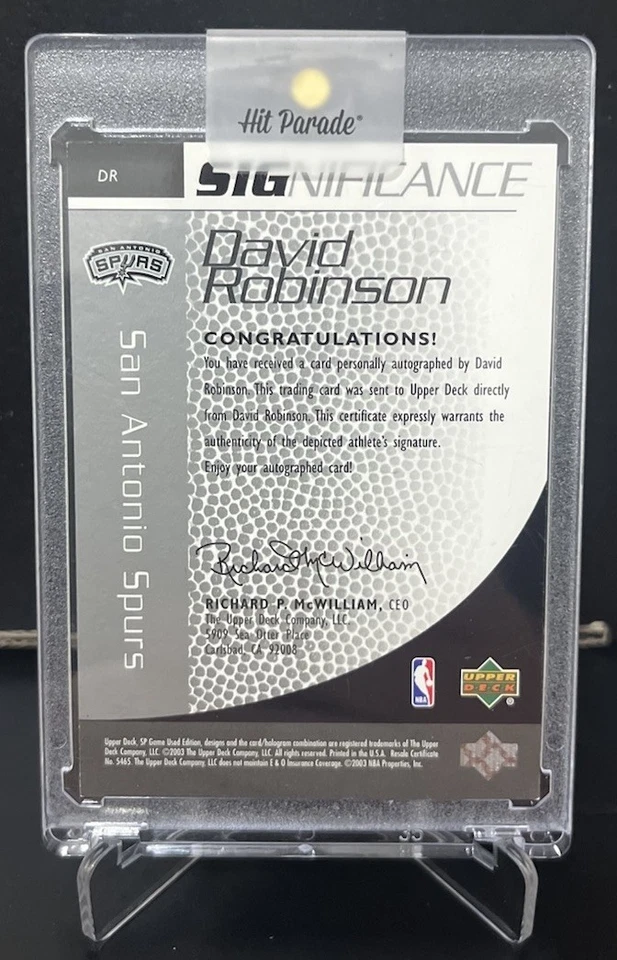 Hit Parade®
DR
SIGNIFICANCE
SAN ANTONIO
SPURS
David
Robinson
San Antonio Spurs
CONGRATULATIONS!
You have received a card personally autographed by David
Robinson. This trading card was sent to Upper Deck directly
from David Robinson. This certificate expressly warrants the
authenticity of the depicted athlete's signature.
Enjoy your autographed card!
Richard P. McWilliam
RICHARD P. McWILLIAM, CEO
The Upper Deck Company, LLC.
5909 Sea Otter Place
Carlsbad, CA 92008
NBA
UPPER
DECK
®
Upper Deck, SP Game Used Edition, designs and the card/hologram combination are registered trademarks of The Upper
Deck Company, LLC. ©2003 The Upper Deck Company, LLC. All rights reserved. Printed in the U.S.A. Resale Certificate
No. 5465. The Upper Deck Company, LLC does not maintain E & O Insurance Coverage. ©2003 NBA Properties, Inc.
35